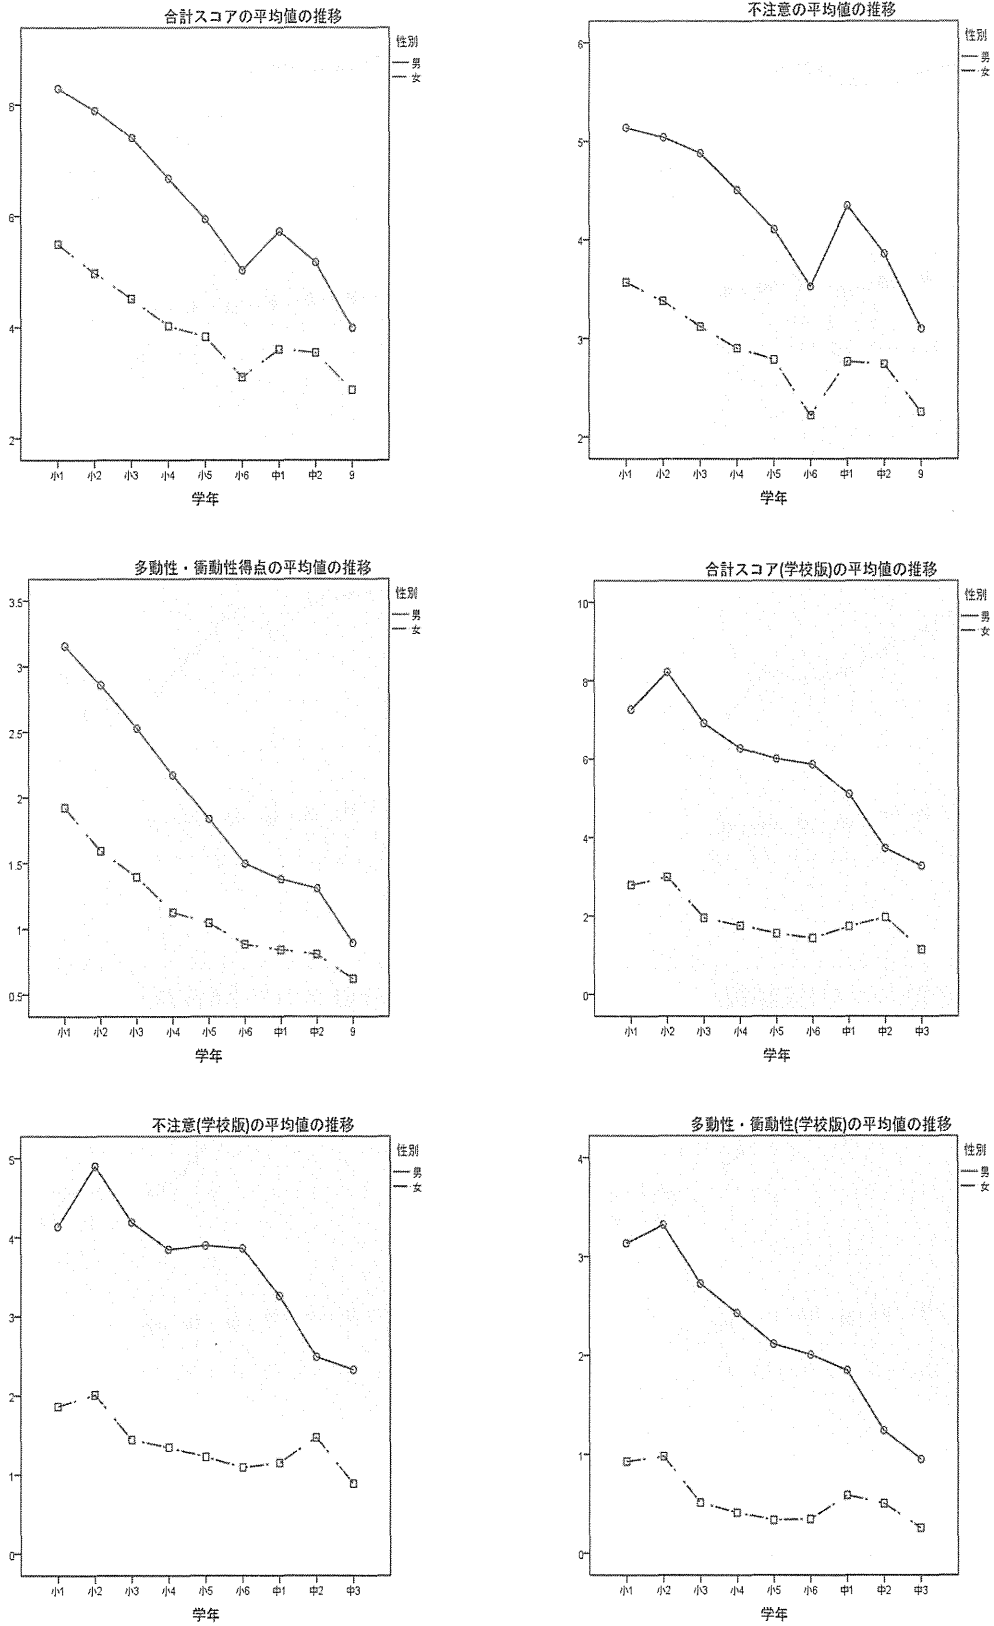 合計スコアの平均値の推移
性別
男
女
8
6
4
2
小1 小2 小3 小4 小5 小6 中1 中2 9
学年
不注意の平均値の推移
性別
男
女
6
5
4
3
2
小1 小2 小3 小4 小5 小6 中1 中2 9
学年
多動性・衝動性得点の平均値の推移
性別
男
女
3.5
3
2.5
2
1.5
1
0.5
小1 小2 小3 小4 小5 小6 中1 中2 9
学年
合計スコア(学校版)の平均値の推移
性別
男
女
10
8
6
4
2
0
小1 小2 小3 小4 小5 小6 中1 中2 中3
学年
不注意(学校版)の平均値の推移
性別
男
女
5
4
3
2
1
0
小1 小2 小3 小4 小5 小6 中1 中2 中3
学年
多動性・衝動性(学校版)の平均値の推移
性別
男
女
4
3
2
1
0
小1 小2 小3 小4 小5 小6 中1 中2 中3
学年